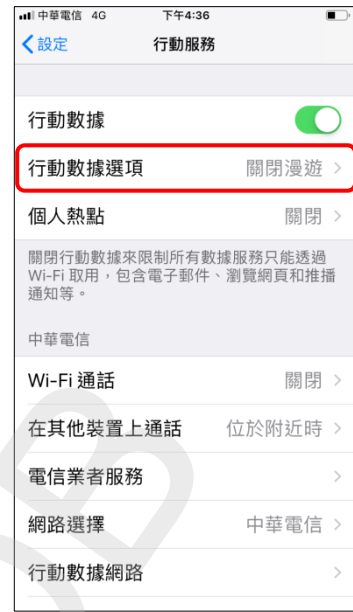 中華電信 4G 下午4:36
設定 行動服務
行動數據
行動數據選項 關閉漫遊
個人熱點 關閉
關閉行動數據來限制所有數據服務只能透過
Wi-Fi 取用，包含電子郵件、瀏覽網頁和推播
通知等。
中華電信
Wi-Fi 通話 關閉
在其他裝置上通話 位於附近時
電信業者服務
網路選擇 中華電信
行動數據網路